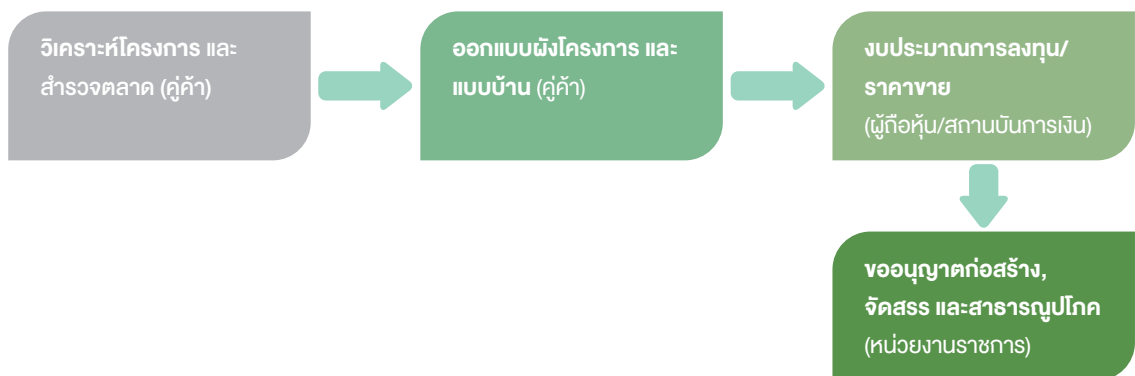 วิเคราะห์โครงการ และ
สำรวจตลาด (คู่ค้า)
ออกแบบผังโครงการ และ
แบบบ้าน (คู่ค้า)
งบประมาณการลงทุน/
ราคาขาย
(ผู้ถือหุ้น/สถาบันการเงิน)
ขออนุญาตก่อสร้าง,
จัดสรร และสาธารณูปโภค
(หน่วยงานราชการ)